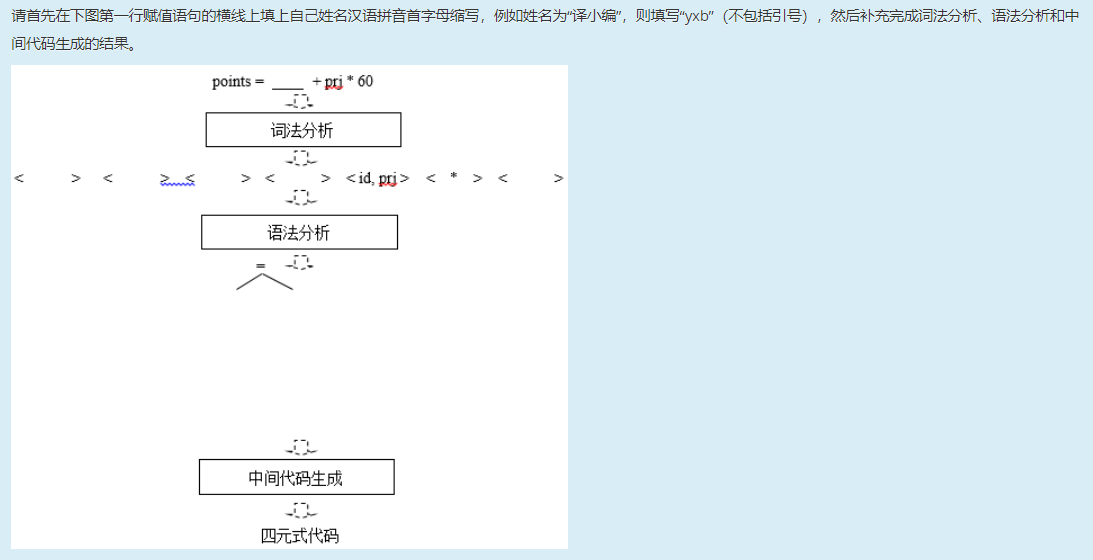 请首先在下图第一行赋值语句的横线上填上自己姓名汉语拼音首字母缩写，例如姓名为“译小编”，则填写“yxb”（不包括引号），然后补充完成词法分析、语法分析和中
间代码生成的结果。
points = ____ + prj * 60
词法分析
< > < > < > < > < id, prj > < * > < >
语法分析
=
中间代码生成
四元式代码